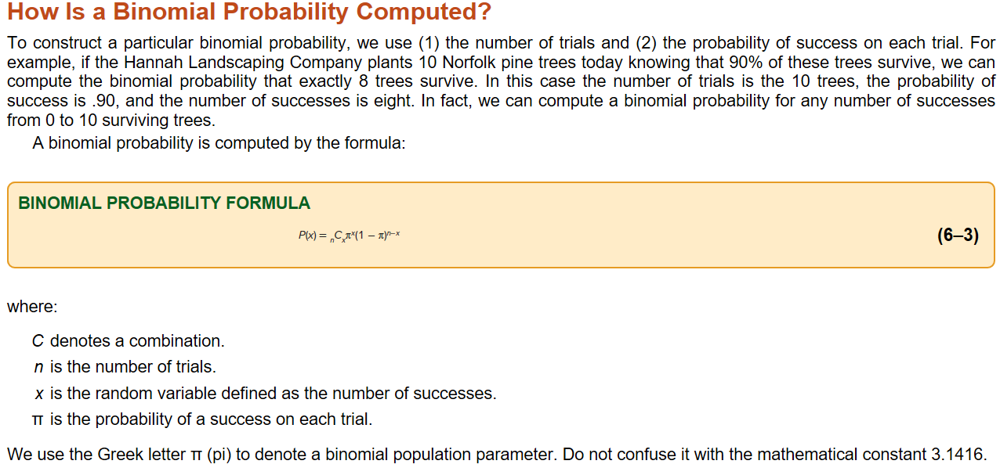 How Is a Binomial Probability Computed?
To construct a particular binomial probability, we use (1) the number of trials and (2) the probability of success on each trial. For
example, if the Hannah Landscaping Company plants 10 Norfolk pine trees today knowing that 90% of these trees survive, we can
compute the binomial probability that exactly 8 trees survive. In this case the number of trials is the 10 trees, the probability of
success is .90, and the number of successes is eight. In fact, we can compute a binomial probability for any number of successes
from 0 to 10 surviving trees.
A binomial probability is computed by the formula:
BINOMIAL PROBABILITY FORMULA
P(x) = ₙCₓπˣ(1 − π)ⁿ⁻ˣ (6–3)
where:
C denotes a combination.
n is the number of trials.
x is the random variable defined as the number of successes.
π is the probability of a success on each trial.
We use the Greek letter π (pi) to denote a binomial population parameter. Do not confuse it with the mathematical constant 3.1416.